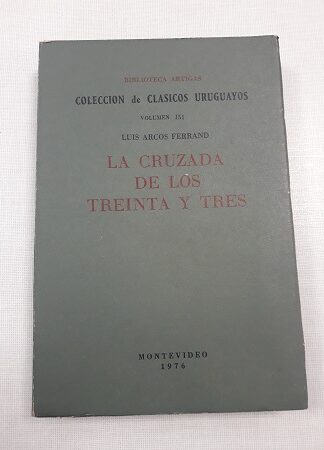 BIBLIOTECA ARTIGAS
COLECCION de CLASICOS URUGUAYOS
VOLUMEN 151
LUIS ARCOS FERRAND
LA CRUZADA
DE LOS
TREINTA Y TRES
MONTEVIDEO
1976